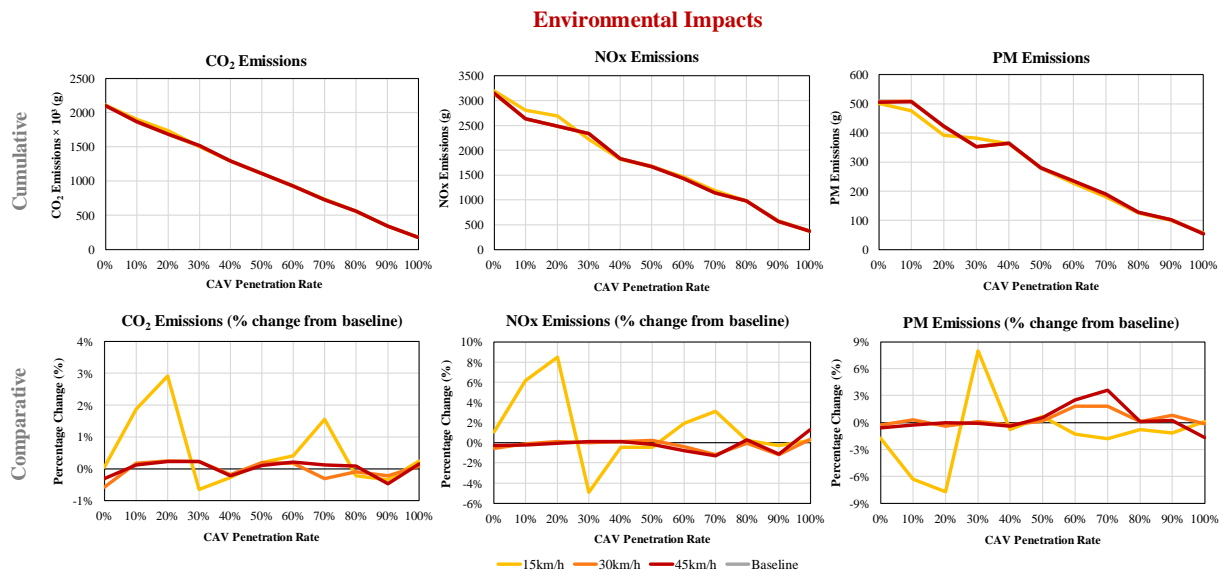 Environmental Impacts
Cumulative
CO₂ Emissions
CO₂ Emissions × 10³ (g)
2500
2000
1500
1000
500
0
0% 10% 20% 30% 40% 50% 60% 70% 80% 90% 100%
CAV Penetration Rate
NOx Emissions
NOx Emissions (g)
3500
3000
2500
2000
1500
1000
500
0
0% 10% 20% 30% 40% 50% 60% 70% 80% 90% 100%
CAV Penetration Rate
PM Emissions
PM Emissions (g)
600
500
400
300
200
100
0
0% 10% 20% 30% 40% 50% 60% 70% 80% 90% 100%
CAV Penetration Rate
Comparative
CO₂ Emissions (% change from baseline)
Percentage Change (%)
4%
3%
2%
1%
0%
-1%
0% 10% 20% 30% 40% 50% 60% 70% 80% 90% 100%
CAV Penetration Rate
NOx Emissions (% change from baseline)
Percentage Change (%)
10%
8%
6%
4%
2%
0%
-2%
-4%
-6%
0% 10% 20% 30% 40% 50% 60% 70% 80% 90% 100%
CAV Penetration Rate
PM Emissions (% change from baseline)
Percentage Change (%)
9%
6%
3%
0%
-3%
-6%
-9%
0% 10% 20% 30% 40% 50% 60% 70% 80% 90% 100%
CAV Penetration Rate
15km/h 30km/h 45km/h Baseline